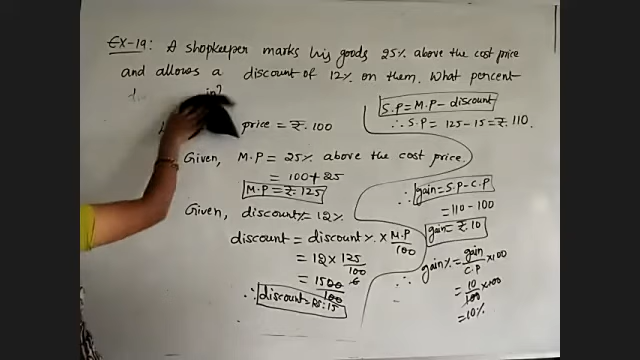 EX-19: A shopkeeper marks his goods 25% above the cost price
and allows a discount of 12% on them. What percent
in?
price = ₹.100
Given, M.P = 25% above the cost price.
= 100+25
M.P = ₹.125
Given, discount% = 12%
discount = discount% × M.P/100
= 12 × 125/100
= 1500/100
∴ discount = Rs. 15
S.P = M.P - discount
∴ S.P = 125 - 15 = ₹.110.
∴ gain = S.P - C.P
= 110 - 100
gain = ₹.10
∴ gain% = gain/C.P × 100
= 10/100 × 100
= 10%